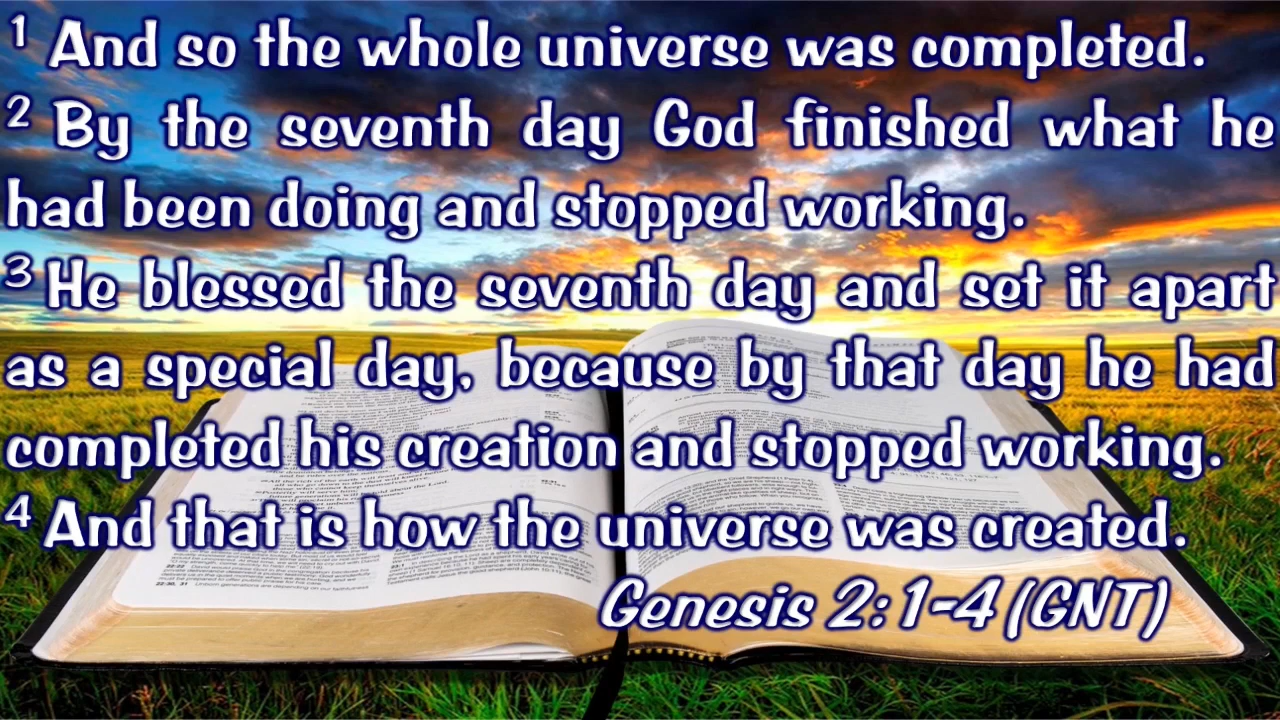 1 And so the whole universe was completed.
2 By the seventh day God finished what he
had been doing and stopped working.
3 He blessed the seventh day and set it apart
as a special day, because by that day he had
completed his creation and stopped working.
4 And that is how the universe was created.
Genesis 2: 1-4 (GNT)